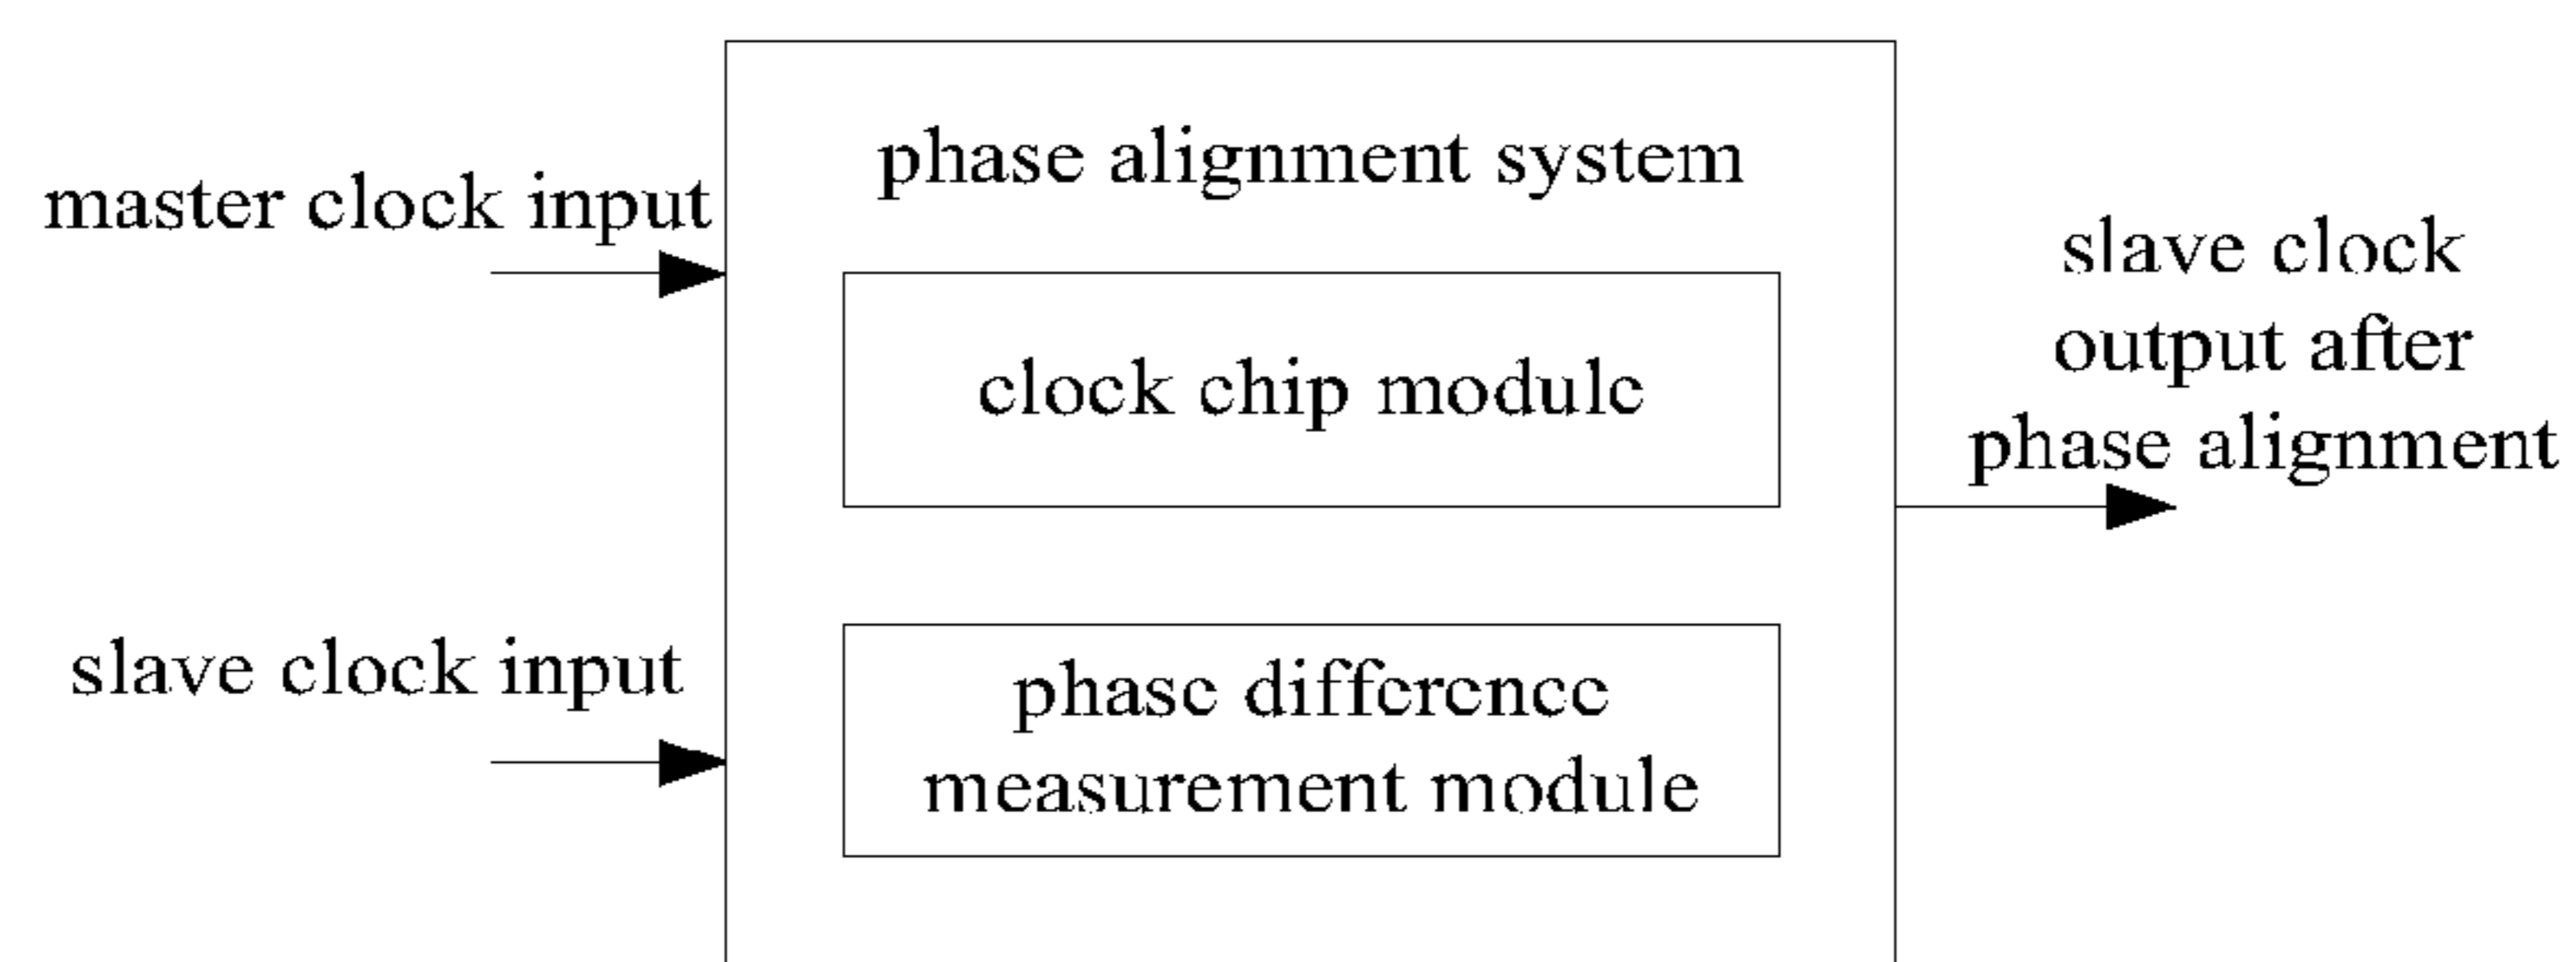 phase alignment system
master clock input
clock chip module
slave clock input
phase difference
measurement module
slave clock
output after
phase alignment